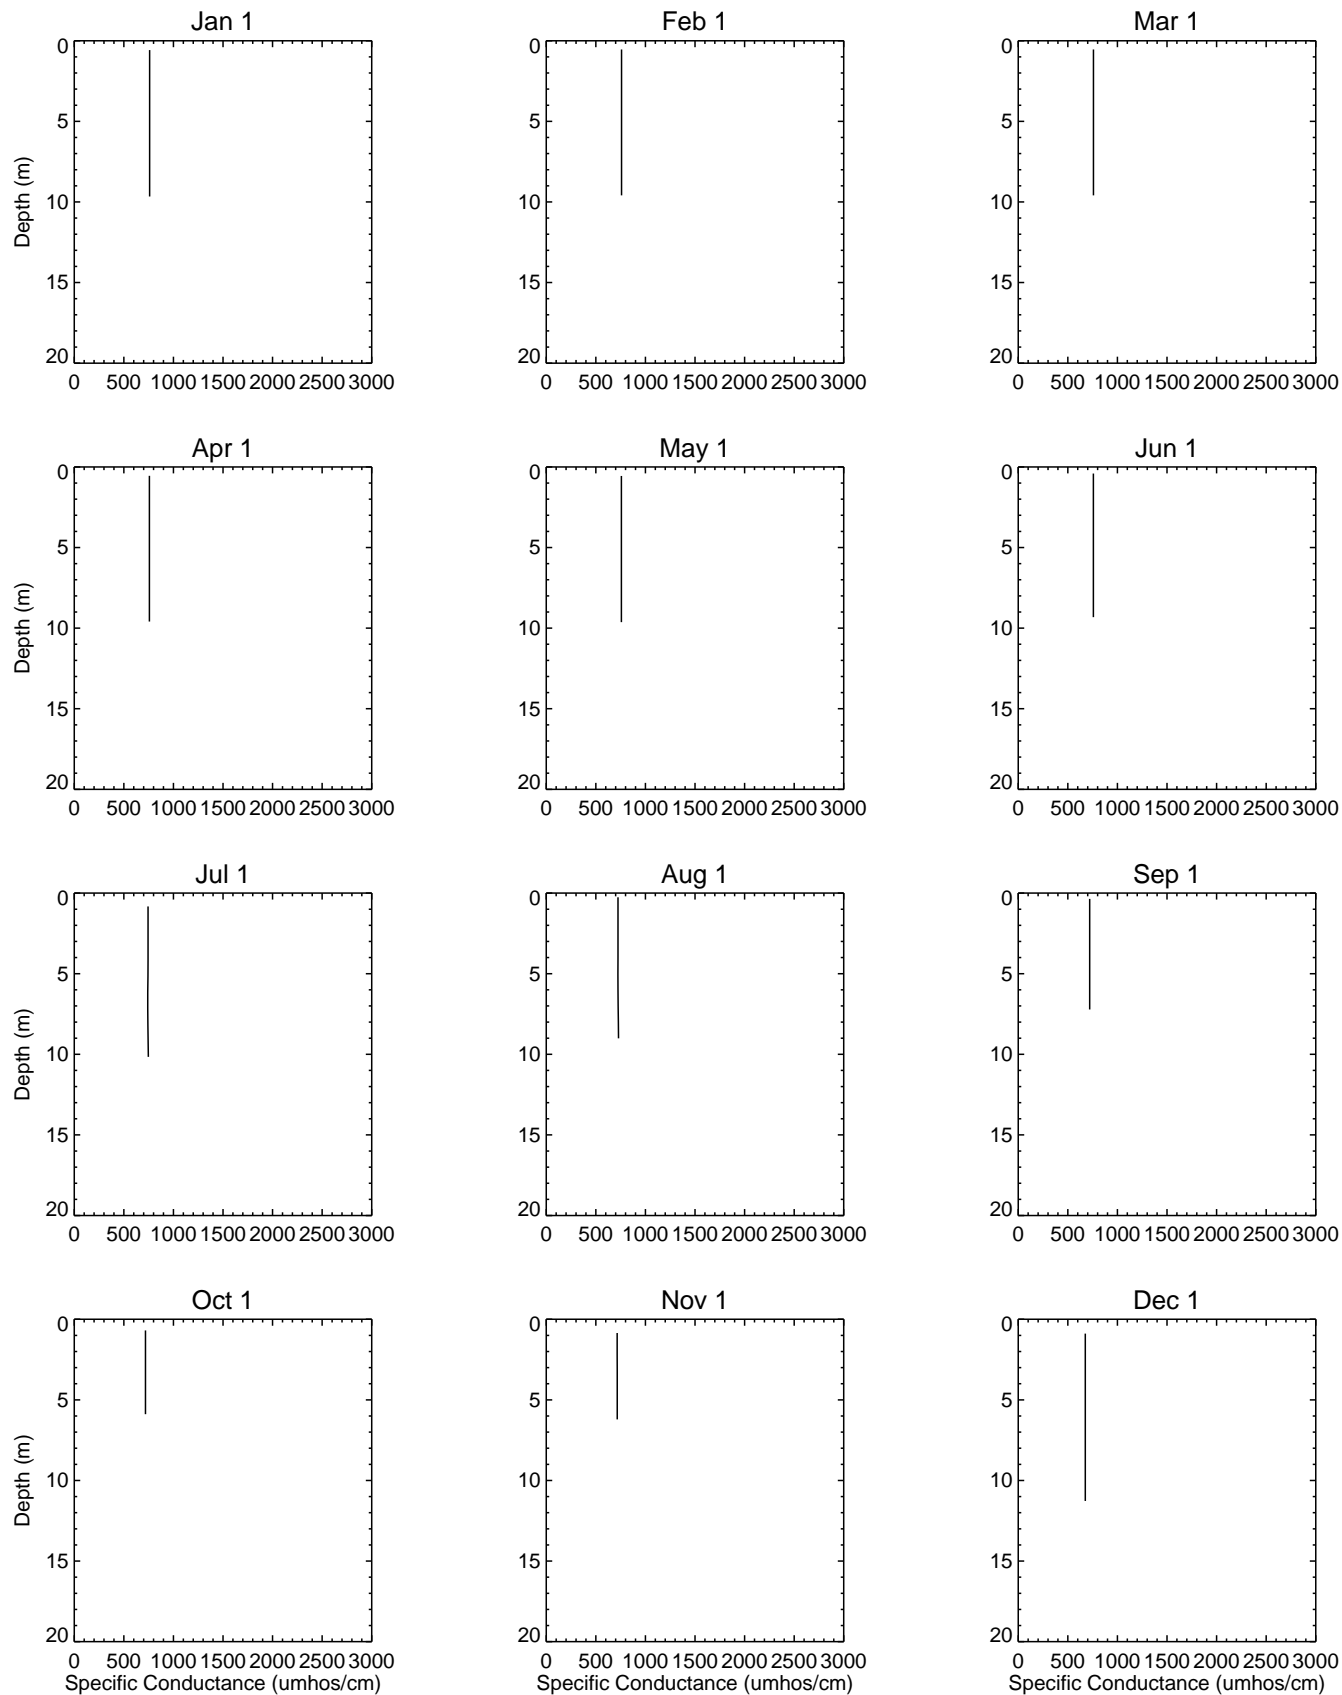 Jan 1 Feb 1 Mar 1
0 0 0
5 5 5
Depth (m)
10 10 10
15 15 15
20 20 20
0 500 1000 1500 2000 2500 3000 0 500 1000 1500 2000 2500 3000 0 500 1000 1500 2000 2500 3000
Apr 1 May 1 Jun 1
0 0 0
5 5 5
Depth (m)
10 10 10
15 15 15
20 20 20
0 500 1000 1500 2000 2500 3000 0 500 1000 1500 2000 2500 3000 0 500 1000 1500 2000 2500 3000
Jul 1 Aug 1 Sep 1
0 0 0
5 5 5
Depth (m)
10 10 10
15 15 15
20 20 20
0 500 1000 1500 2000 2500 3000 0 500 1000 1500 2000 2500 3000 0 500 1000 1500 2000 2500 3000
Oct 1 Nov 1 Dec 1
0 0 0
5 5 5
Depth (m)
10 10 10
15 15 15
20 20 20
0 500 1000 1500 2000 2500 3000 0 500 1000 1500 2000 2500 3000 0 500 1000 1500 2000 2500 3000
Specific Conductance (umhos/cm) Specific Conductance (umhos/cm) Specific Conductance (umhos/cm)